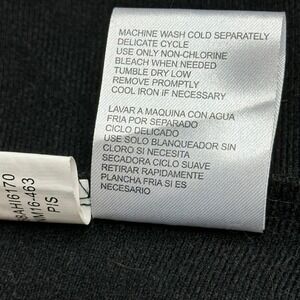 MACHINE WASH COLD SEPARATELY
DELICATE CYCLE
USE ONLY NON-CHLORINE
BLEACH WHEN NEEDED
TUMBLE DRY LOW
REMOVE PROMPTLY
COOL IRON IF NECESSARY
LAVAR A MAQUINA CON AGUA
FRIA POR SEPARADO
CICLO DELICADO
USE SOLO BLANQUEADOR SIN
CLORO SI NECESITA
SECADORA CICLO SUAVE
RETIRAR RAPIDAMENTE
PLANCHA FRIA SI ES
NECESARIO
M16-463
P/S